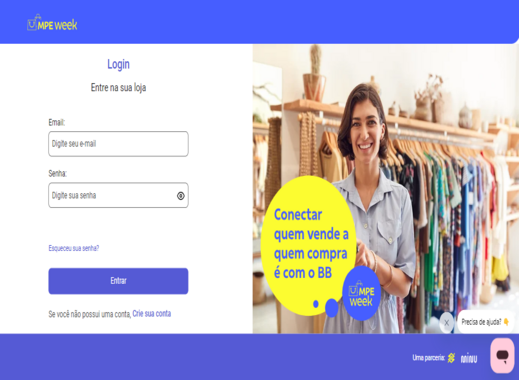 MPE week
Login
Entre na sua loja
Email:
Digite seu e-mail
Senha:
Digite sua senha
Esqueceu sua senha?
Entrar
Se você não possui uma conta, Crie sua conta
Conectar
quem vende a
quem compra
é com o BB
MPE
week
Precisa de ajuda? 👇
Uma parceria: